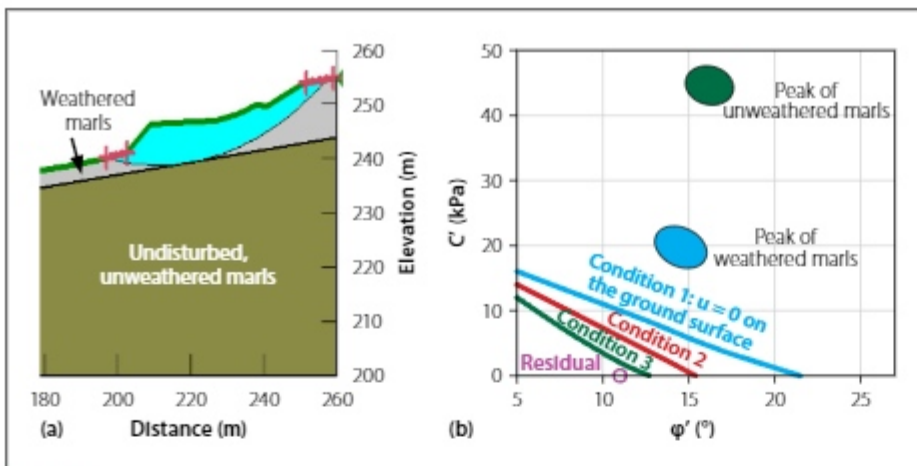 260
250
240
230
220
210
200
Elevation (m)
Weathered
marls
Undisturbed,
unweathered marls
180 200 220 240 260
(a) Distance (m)
50
40
30
20
10
0
C' (kPa)
Peak of
unweathered marls
Peak of
weathered marls
Condition 1: u = 0 on
the ground surface
Condition 2
Condition 3
Residual
5 10 15 20 25
(b) φ' (°)